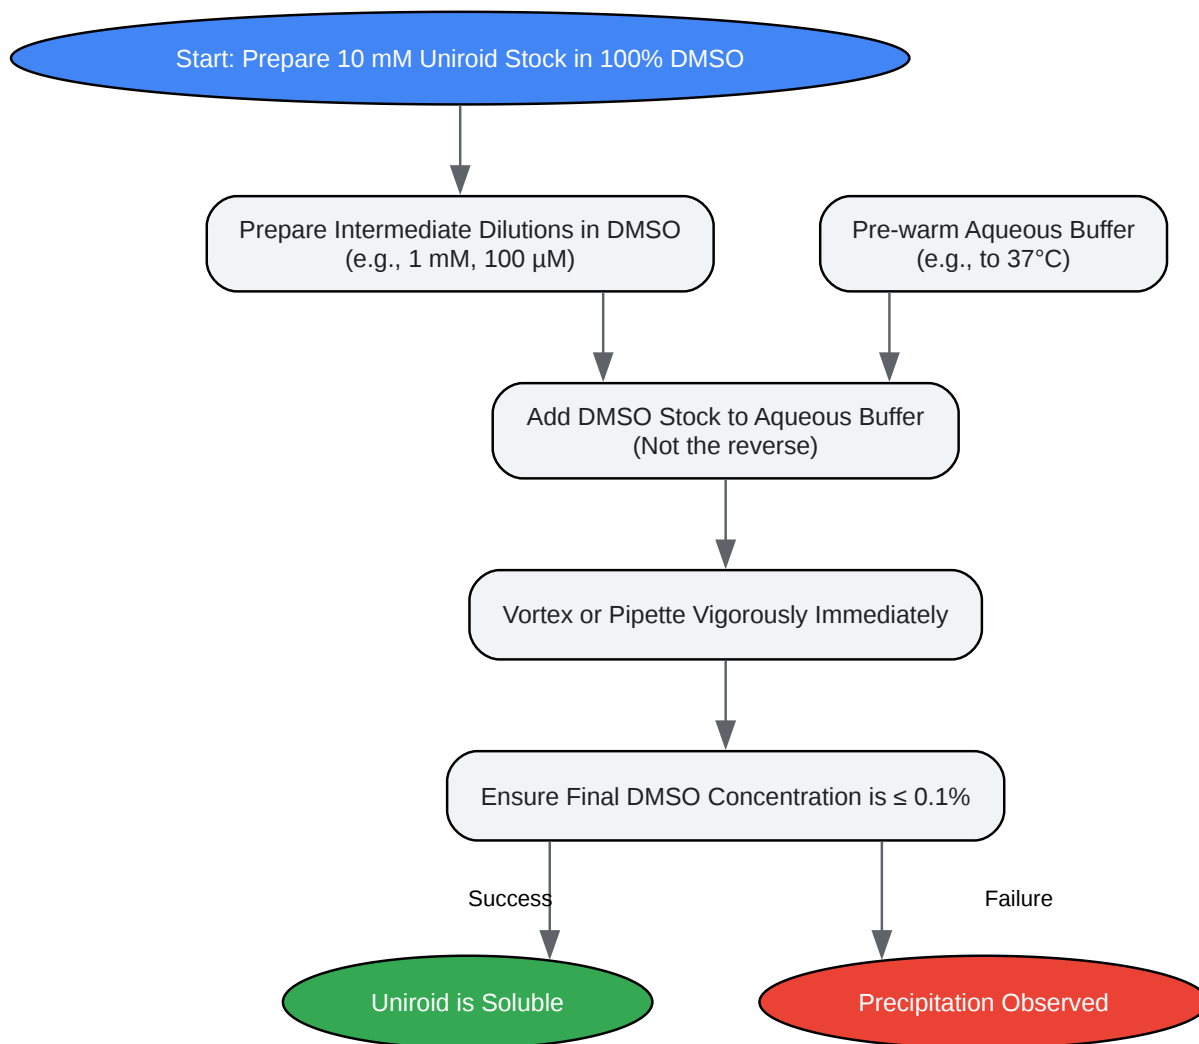 Start: Prepare 10 mM Uniroid Stock in 100% DMSO
Prepare Intermediate Dilutions in DMSO
(e.g., 1 mM, 100 µM)
Pre-warm Aqueous Buffer
(e.g., to 37°C)
Add DMSO Stock to Aqueous Buffer
(Not the reverse)
Vortex or Pipette Vigorously Immediately
Ensure Final DMSO Concentration is ≤ 0.1%
Success
Failure
Uniroid is Soluble
Precipitation Observed